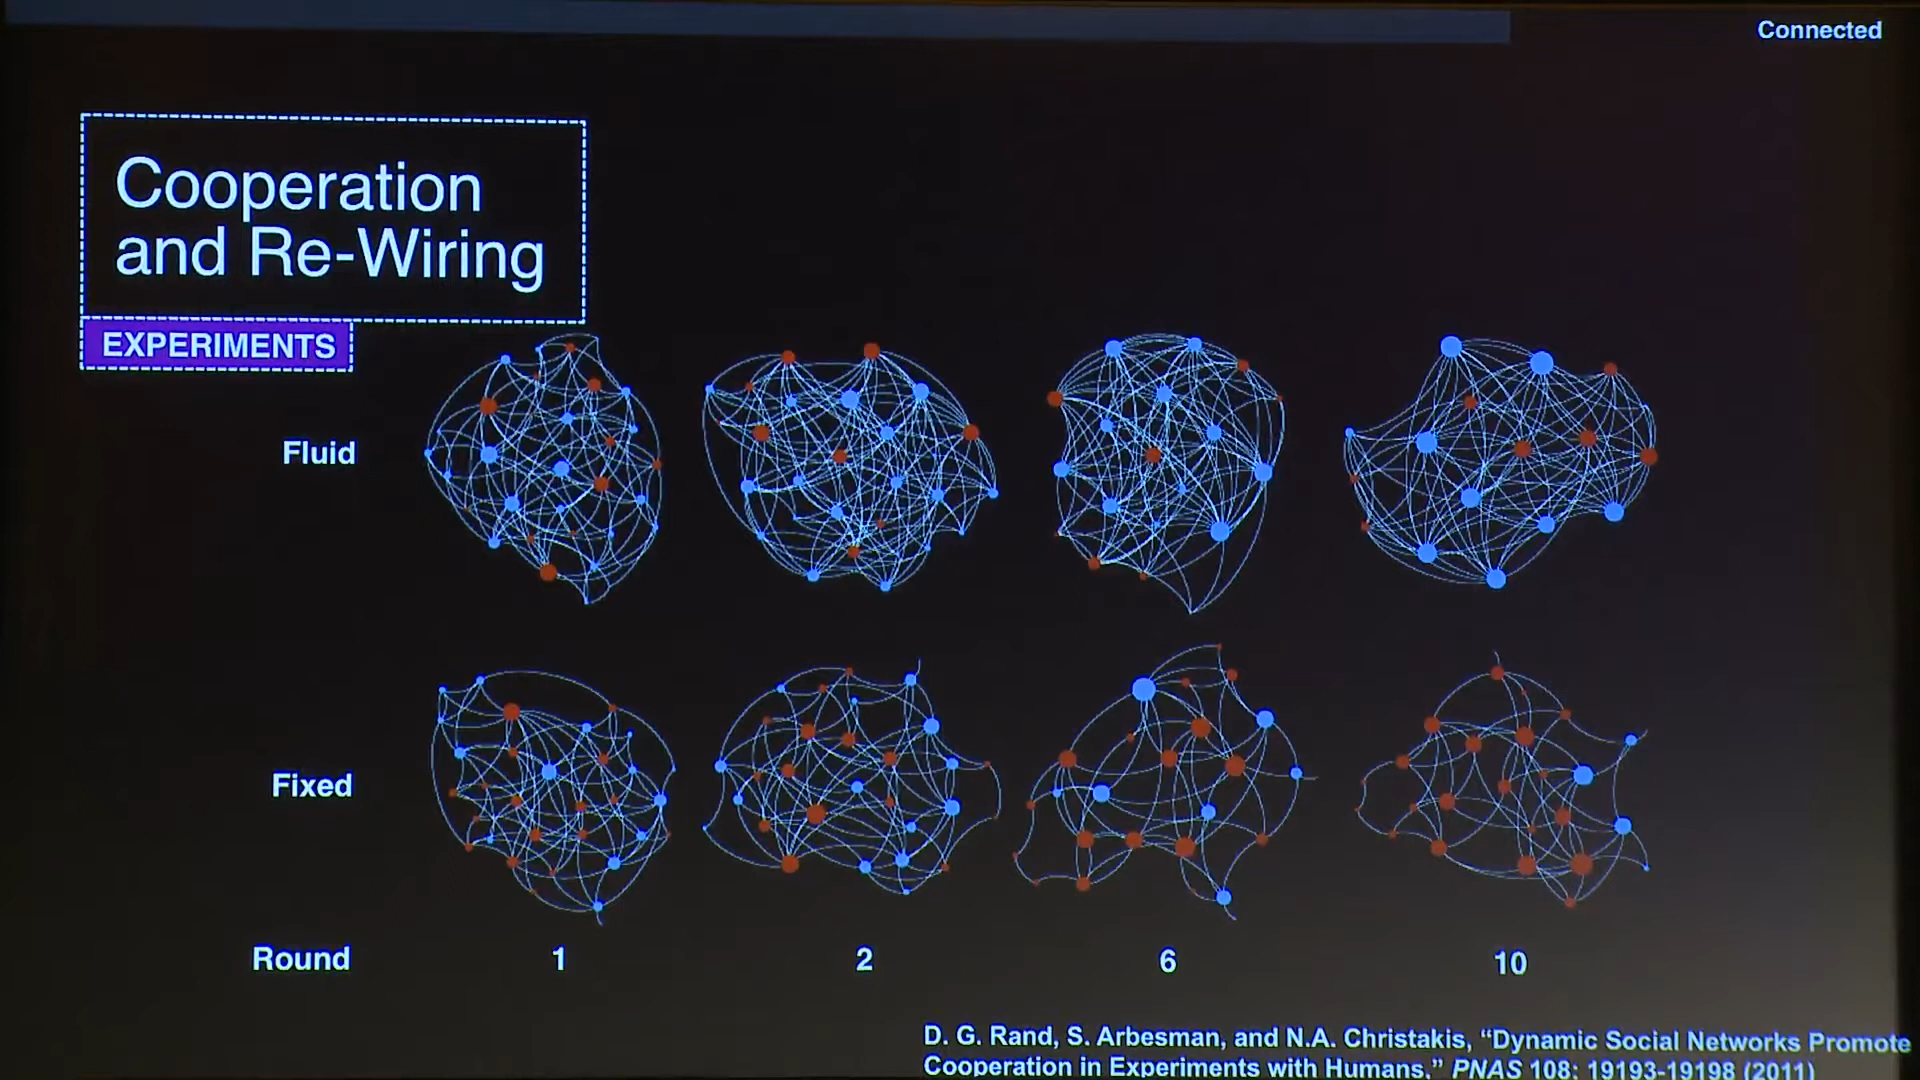 Connected
Cooperation
and Re-Wiring
EXPERIMENTS
Fluid
Fixed
Round 1 2 6 10
D. G. Rand, S. Arbesman, and N.A. Christakis, “Dynamic Social Networks Promote
Cooperation in Experiments with Humans.” PNAS 108: 19193-19198 (2011)